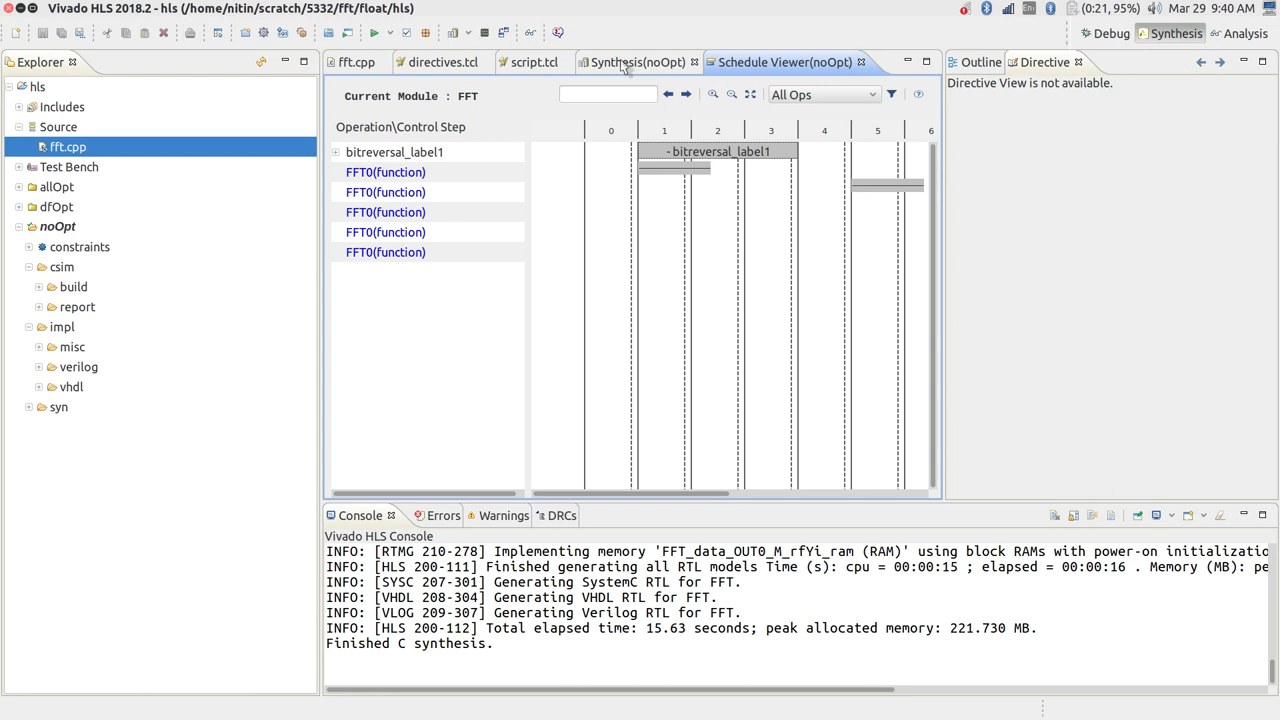 Vivado HLS 2018.2 - hls (/home/nitin/scratch/5332/fft/float/hls)
En
(0:21, 95%)
Mar 29 9:40 AM
Debug
Synthesis
Analysis
Explorer
fft.cpp
directives.tcl
script.tcl
Synthesis(noOpt)
Schedule Viewer(noOpt)
Outline
Directive
hls
Includes
Source
fft.cpp
Test Bench
allOpt
dfOpt
noOpt
constraints
csim
build
report
impl
misc
verilog
vhdl
syn
Current Module : FFT
All Ops
Operation\Control Step
0 1 2 3 4 5 6
bitreversal_label1
- bitreversal_label1
FFT0(function)
FFT0(function)
FFT0(function)
FFT0(function)
FFT0(function)
Directive View is not available.
Console
Errors
Warnings
DRCs
Vivado HLS Console
INFO: [RTMG 210-278] Implementing memory 'FFT_data_OUT0_M_rfYi_ram (RAM)' using block RAMs with power-on initializatio
INFO: [HLS 200-111] Finished generating all RTL models Time (s): cpu = 00:00:15 ; elapsed = 00:00:16 . Memory (MB): pe
INFO: [SYSC 207-301] Generating SystemC RTL for FFT.
INFO: [VHDL 208-304] Generating VHDL RTL for FFT.
INFO: [VLOG 209-307] Generating Verilog RTL for FFT.
INFO: [HLS 200-112] Total elapsed time: 15.63 seconds; peak allocated memory: 221.730 MB.
Finished C synthesis.